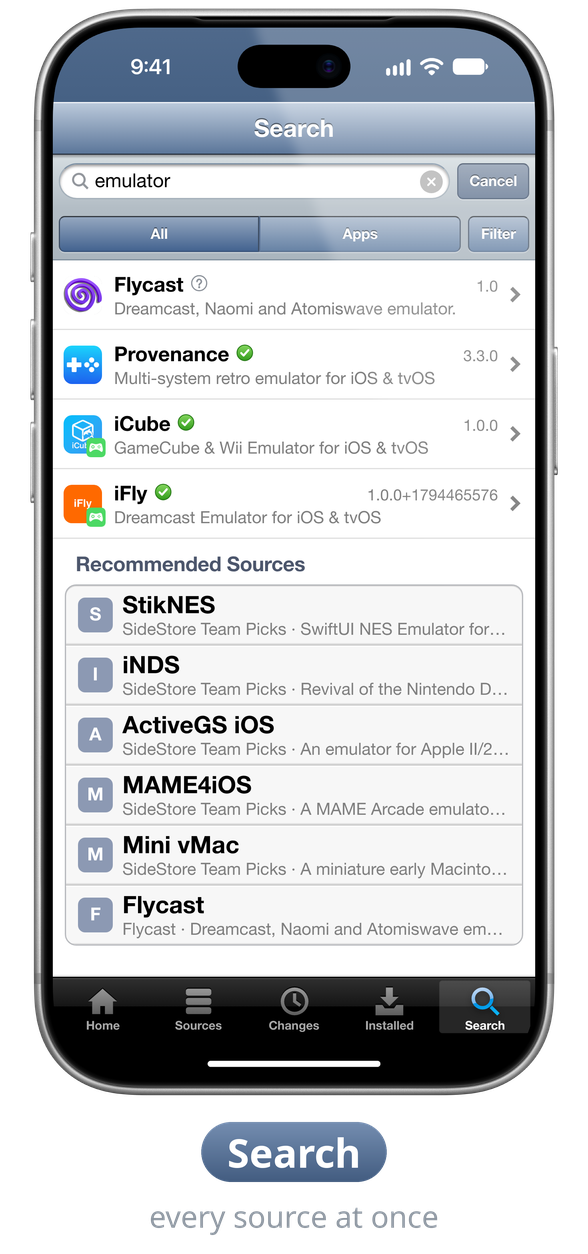 9:41
Search
emulator
Cancel
All
Apps
Filter
Flycast ?
1.0
Dreamcast, Naomi and Atomiswave emulator.
Provenance
3.3.0
Multi-system retro emulator for iOS & tvOS
iCube
1.0.0
GameCube & Wii Emulator for iOS & tvOS
iFly
iFly
1.0.0+1794465576
Dreamcast Emulator for iOS & tvOS
Recommended Sources
S
StikNES
SideStore Team Picks · SwiftUI NES Emulator for…
I
iNDS
SideStore Team Picks · Revival of the Nintendo D…
A
ActiveGS iOS
SideStore Team Picks · An emulator for Apple II/2…
M
MAME4iOS
SideStore Team Picks · A MAME Arcade emulato…
M
Mini vMac
SideStore Team Picks · A miniature early Macinto…
F
Flycast
Flycast · Dreamcast, Naomi and Atomiswave em…
Home
Sources
Changes
Installed
Search
Search
every source at once